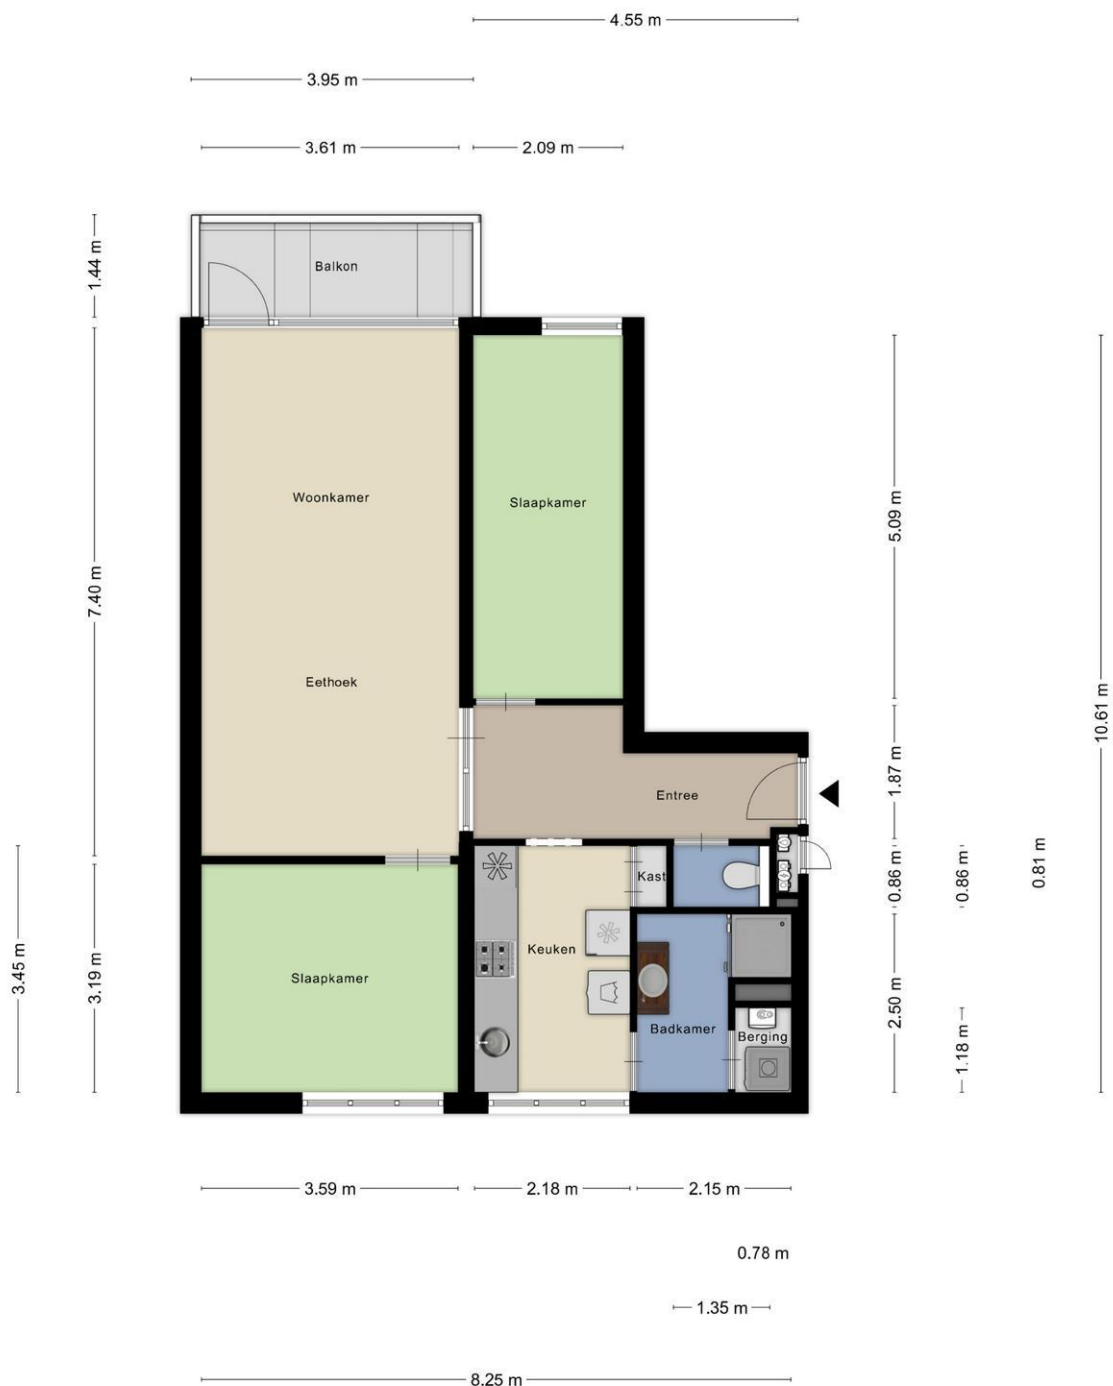 4.55 m
3.95 m
3.61 m
2.09 m
1.44 m
Balkon
Woonkamer
Slaapkamer
5.09 m
7.40 m
10.61 m
Eethoek
Entree
1.87 m
Kast
0.86 m
0.86 m
0.81 m
Keuken
Slaapkamer
3.45 m
3.19 m
2.50 m
Badkamer
Berging
1.18 m
3.59 m
2.18 m
2.15 m
0.78 m
1.35 m
8.25 m